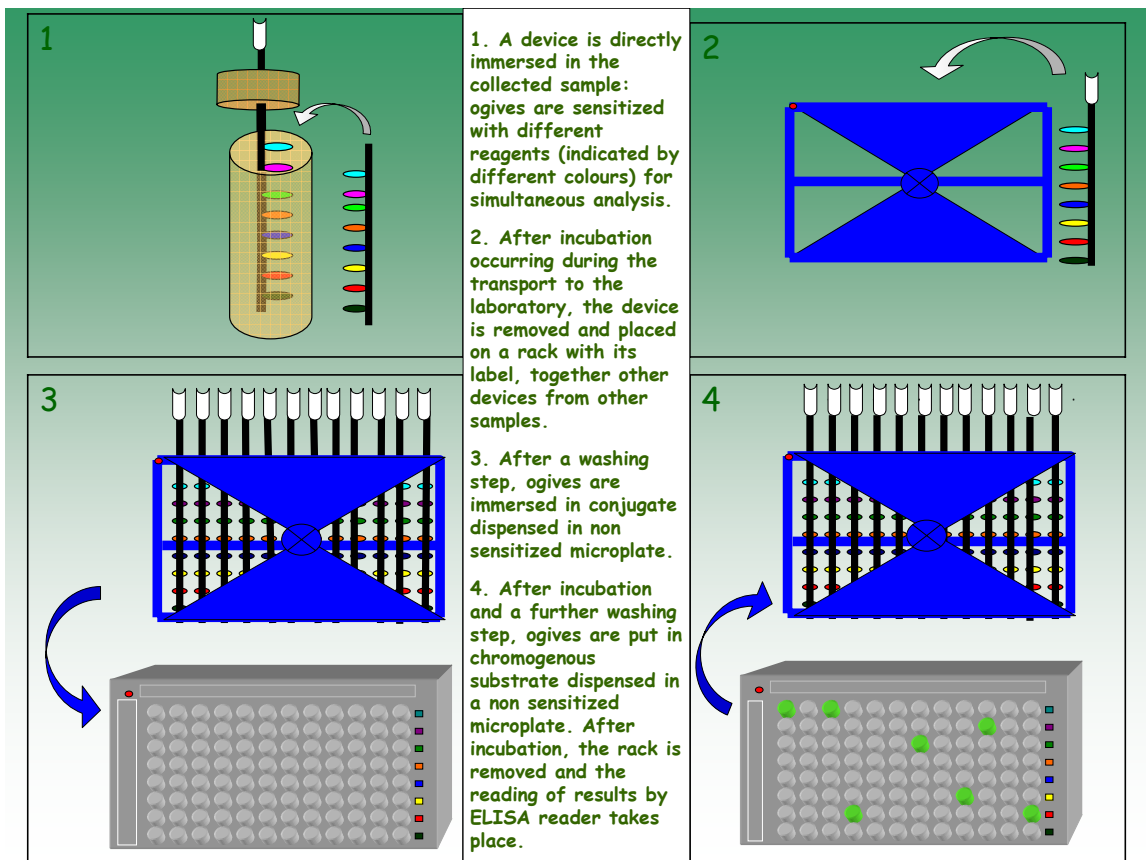 1
1. A device is directly
immersed in the
collected sample:
ogives are sensitized
with different
reagents (indicated by
different colours) for
simultaneous analysis.
2. After incubation
occurring during the
transport to the
laboratory, the device
is removed and placed
on a rack with its
label, together other
devices from other
samples.
3. After a washing
step, ogives are
immersed in conjugate
dispensed in non
sensitized microplate.
4. After incubation
and a further washing
step, ogives are put in
chromogenous
substrate dispensed in
a non sensitized
microplate. After
incubation, the rack is
removed and the
reading of results by
ELISA reader takes
place.
2
3
4